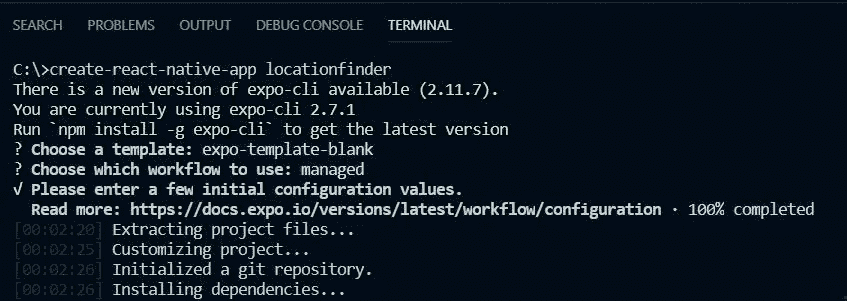 SEARCH PROBLEMS OUTPUT DEBUG CONSOLE TERMINAL
C:\>create-react-native-app locationfinder
There is a new version of expo-cli available (2.11.7).
You are currently using expo-cli 2.7.1
Run `npm install -g expo-cli` to get the latest version
? Choose a template: expo-template-blank
? Choose which workflow to use: managed
√ Please enter a few initial configuration values.
Read more: https://docs.expo.io/versions/latest/workflow/configuration · 100% completed
[00:02:20] Extracting project files...
[00:02:25] Customizing project...
[00:02:26] Initialized a git repository.
[00:02:26] Installing dependencies...